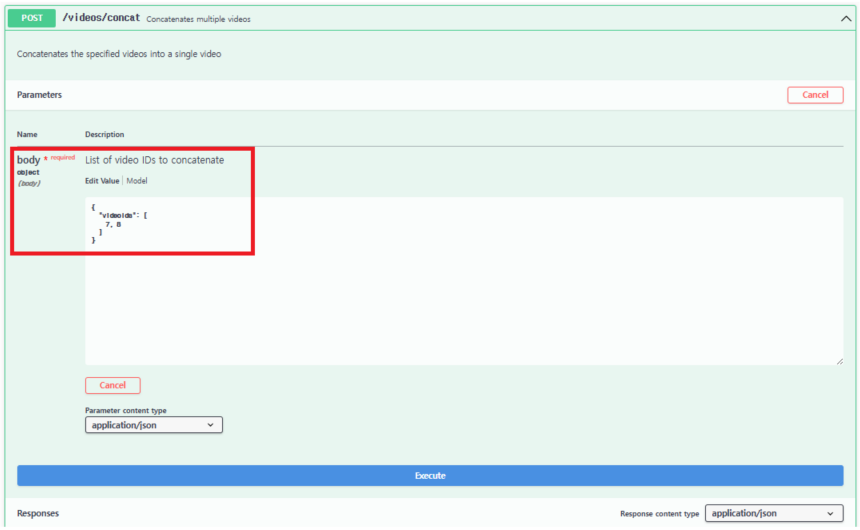 POST /videos/concat Concatenates multiple videos
Concatenates the specified videos into a single video
Parameters Cancel
Name Description
body * required List of video IDs to concatenate
object
(body)
Edit Value | Model
{
"videoIds": [
7, 8
]
}
Cancel
Parameter content type
application/json
Execute
Responses Response content type application/json